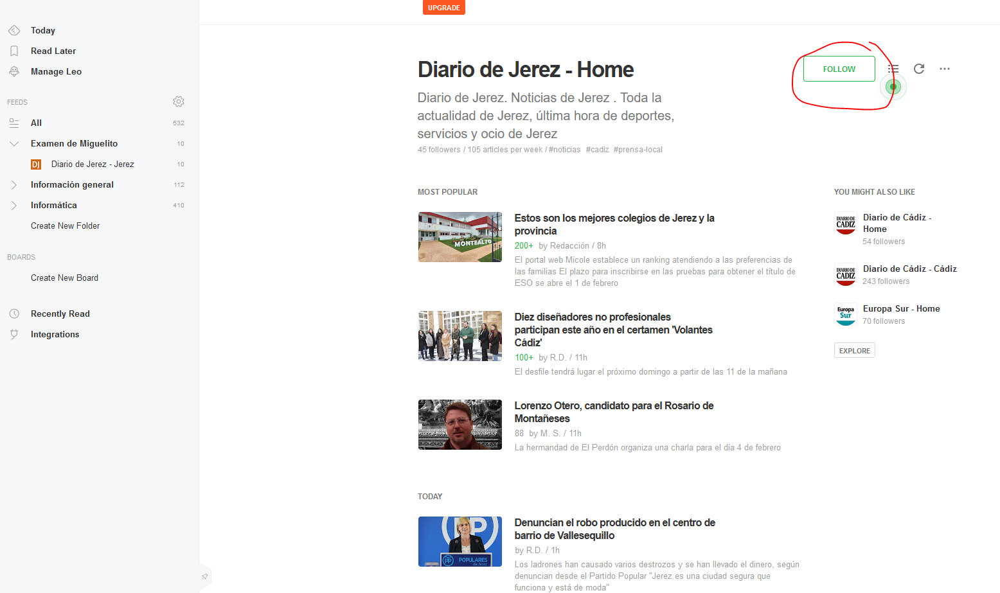 UPGRADE
Today
Read Later
Manage Leo
FEEDS
All 532
Examen de Miguelito 10
DJ Diario de Jerez - Jerez 10
Información general 112
Informática 410
Create New Folder
BOARDS
Create New Board
Recently Read
Integrations
Diario de Jerez - Home
FOLLOW
Diario de Jerez. Noticias de Jerez . Toda la
actualidad de Jerez, última hora de deportes,
servicios y ocio de Jerez
45 followers / 105 articles per week / #noticias #cadiz #prensa-local
MOST POPULAR
MONTEALTO
Estos son los mejores colegios de Jerez y la
provincia
200+ by Redacción / 8h
El portal web Micole establece un ranking atendiendo a las preferencias de
las familias El plazo para inscribirse en las pruebas para obtener el título de
ESO se abre el 1 de febrero
Diez diseñadores no profesionales
participan este año en el certamen 'Volantes
Cádiz'
100+ by R.D. / 11h
El desfile tendrá lugar el próximo domingo a partir de las 11 de la mañana
Lorenzo Otero, candidato para el Rosario de
Montañeses
88 by M. S. / 11h
La hermandad de El Perdón organiza una charla para el día 4 de febrero
TODAY
PP
PP POPULARES
de Jerez
Denuncian el robo producido en el centro de
barrio de Vallesequillo
by R.D. / 1h
Los ladrones han causado varios destrozos y se han llevado el dinero, según
denuncian desde el Partido Popular "Jerez es una ciudad segura que
funciona y está de moda"
YOU MIGHT ALSO LIKE
DIARIO DE
CADIZ
Diario de Cádiz -
Home
54 followers
DIARIO DE
CADIZ
Diario de Cádiz - Cádiz
243 followers
Europa
Sur
Europa Sur - Home
70 followers
EXPLORE